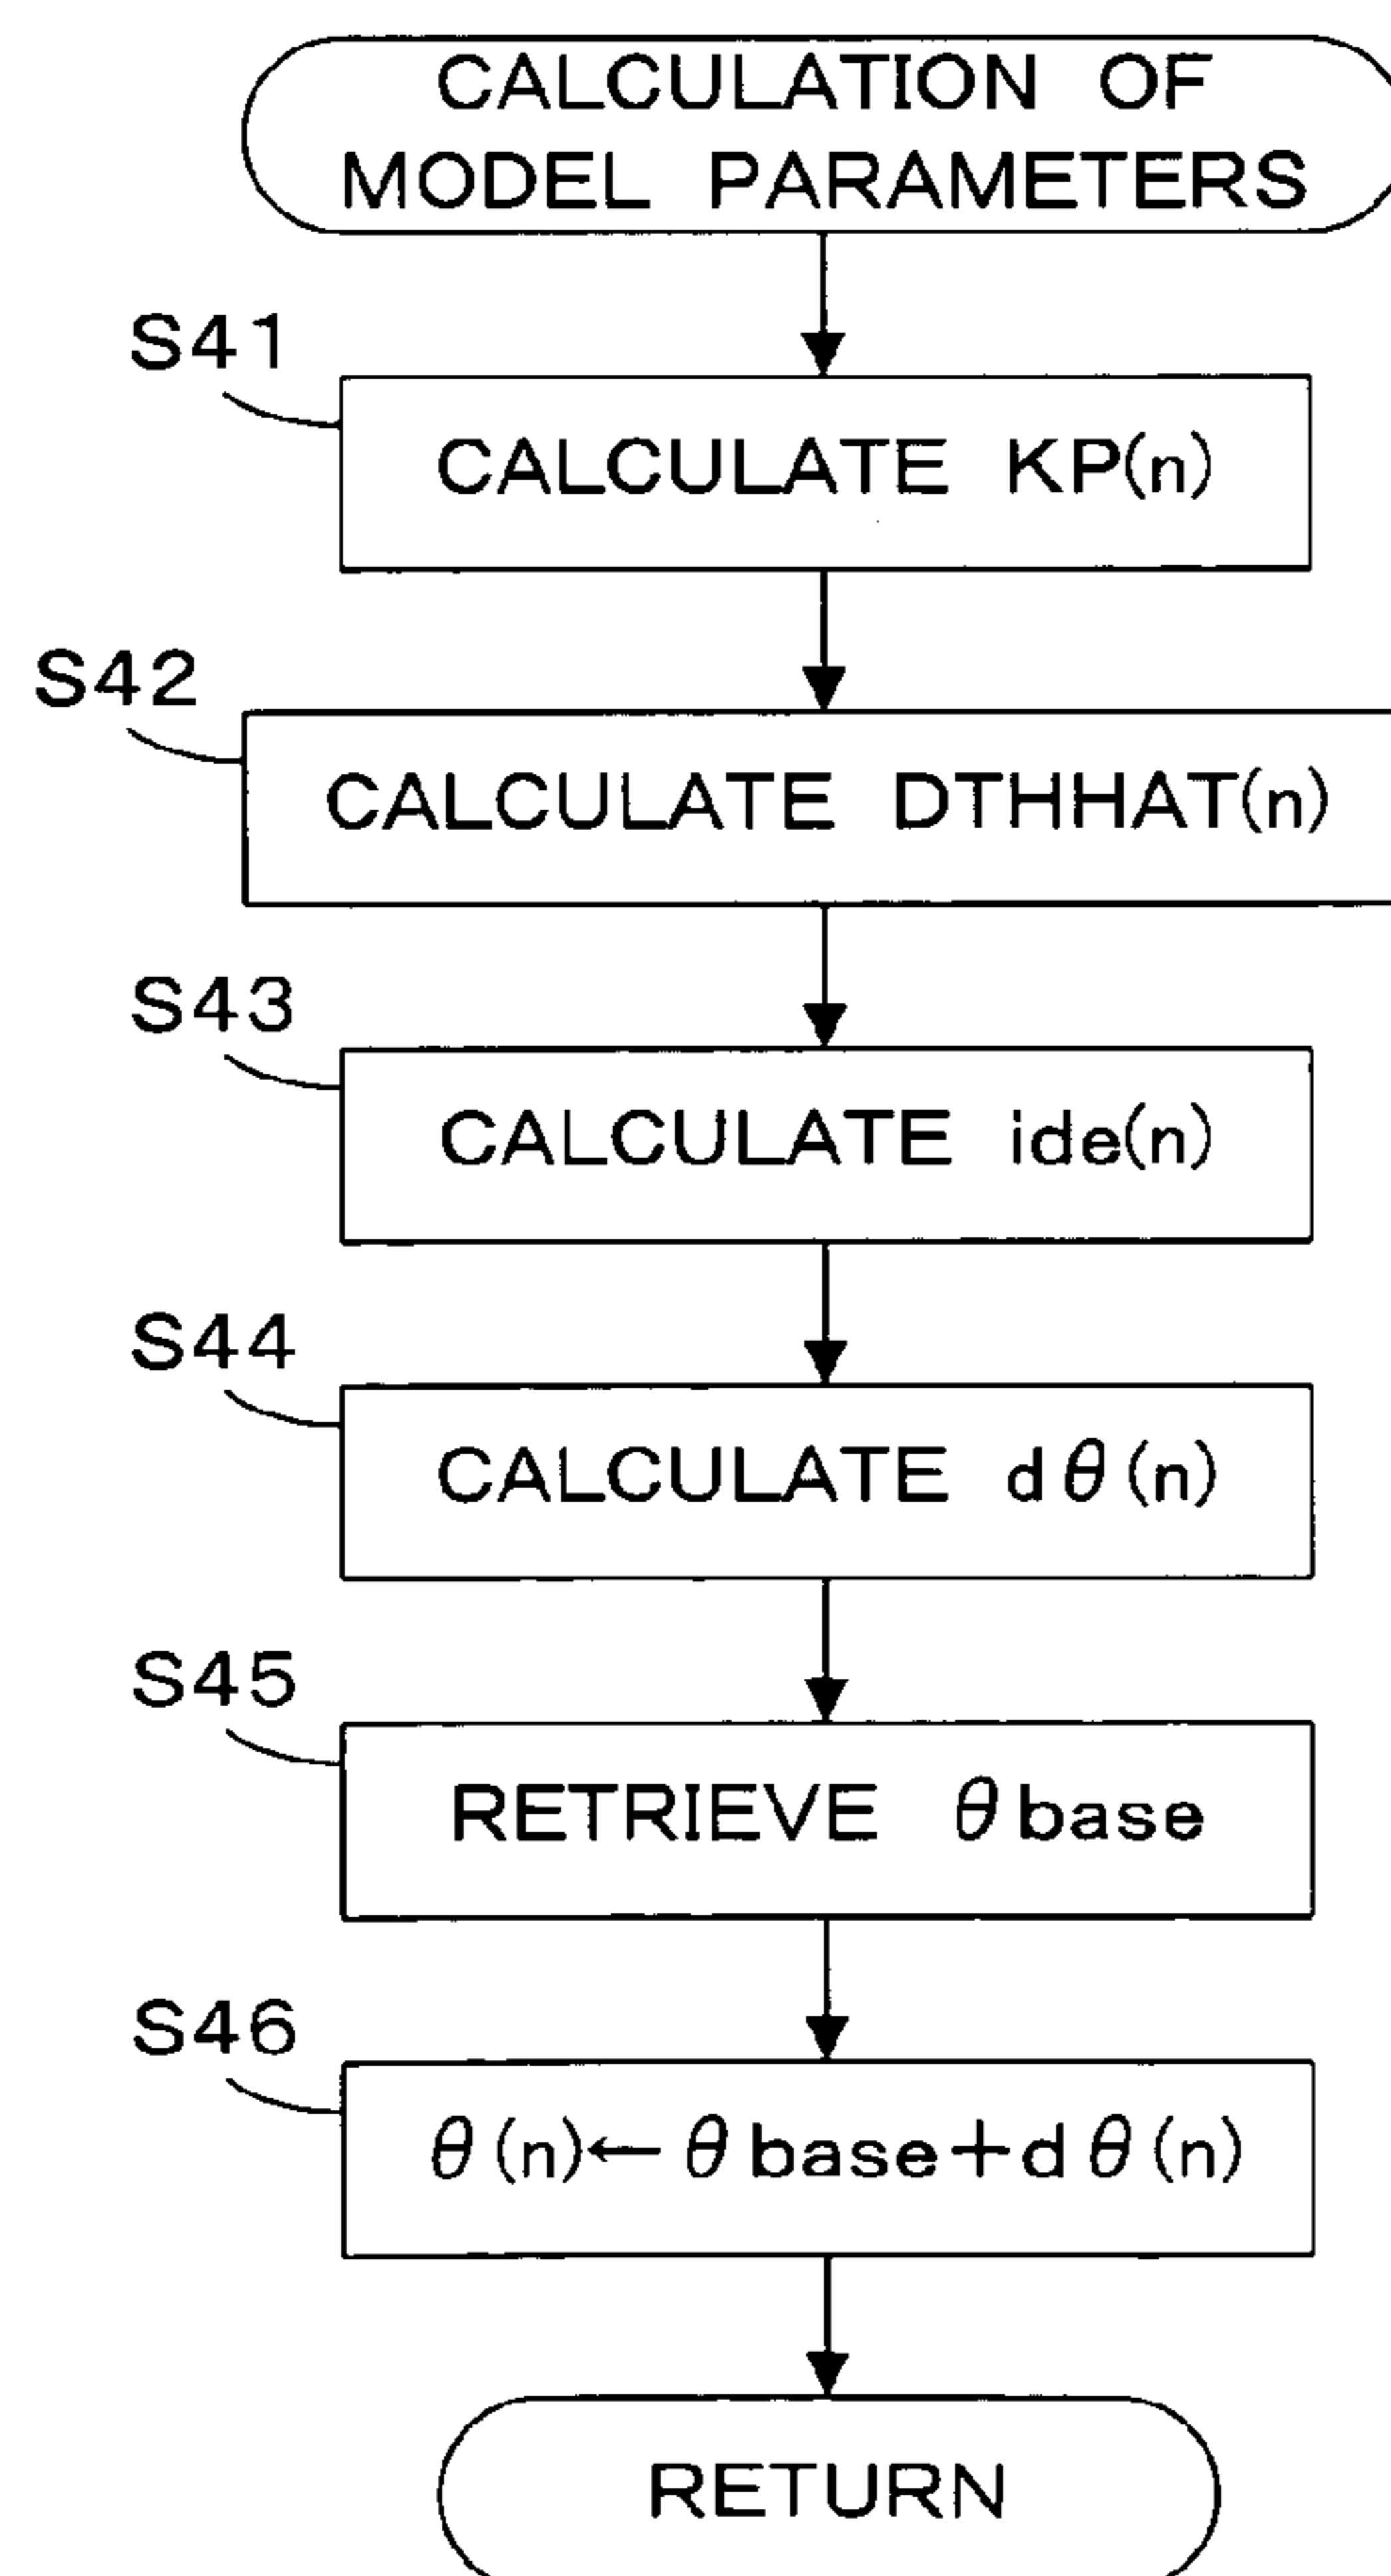 CALCULATION OF
MODEL PARAMETERS
S41
CALCULATE KP(n)
S42
CALCULATE DTHHAT(n)
S43
CALCULATE ide(n)
S44
CALCULATE dθ(n)
S45
RETRIEVE θbase
S46
θ(n)←θbase+dθ(n)
RETURN